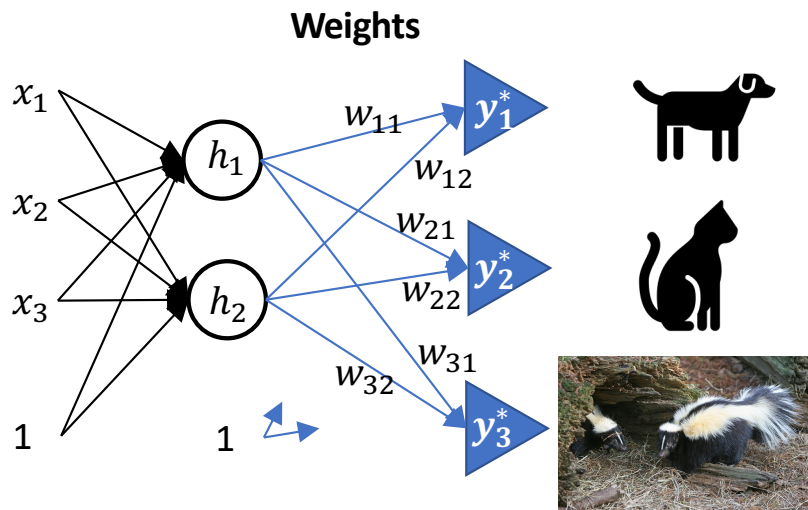 Weights
x₁
x₂
x₃
1
h₁
h₂
1
w₁₁
w₁₂
w₂₁
w₂₂
w₃₁
w₃₂
y₁*
y₂*
y₃*